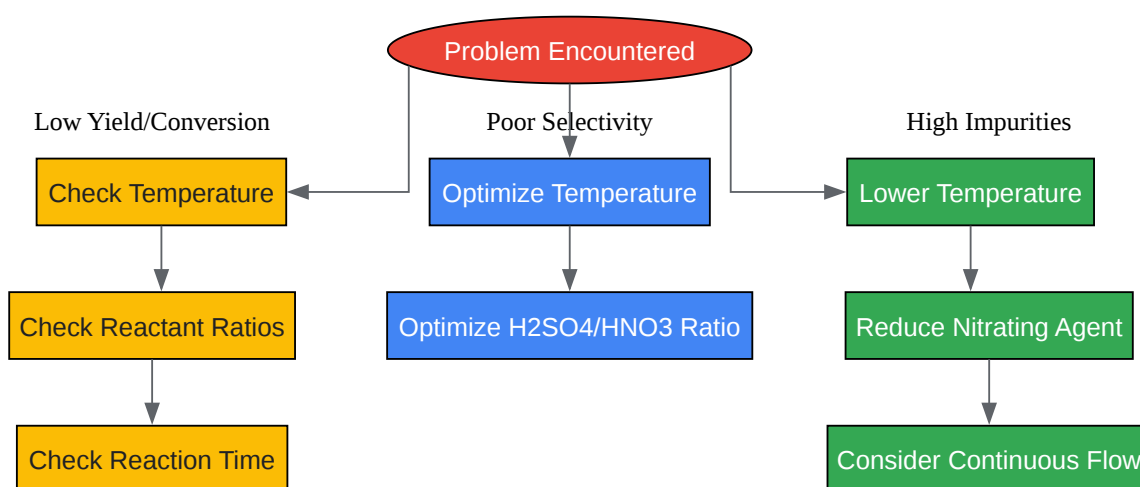 Problem Encountered
Low Yield/Conversion
Poor Selectivity
High Impurities
Check Temperature
Optimize Temperature
Lower Temperature
Check Reactant Ratios
Optimize H2SO4/HNO3 Ratio
Reduce Nitrating Agent
Check Reaction Time
Consider Continuous Flow